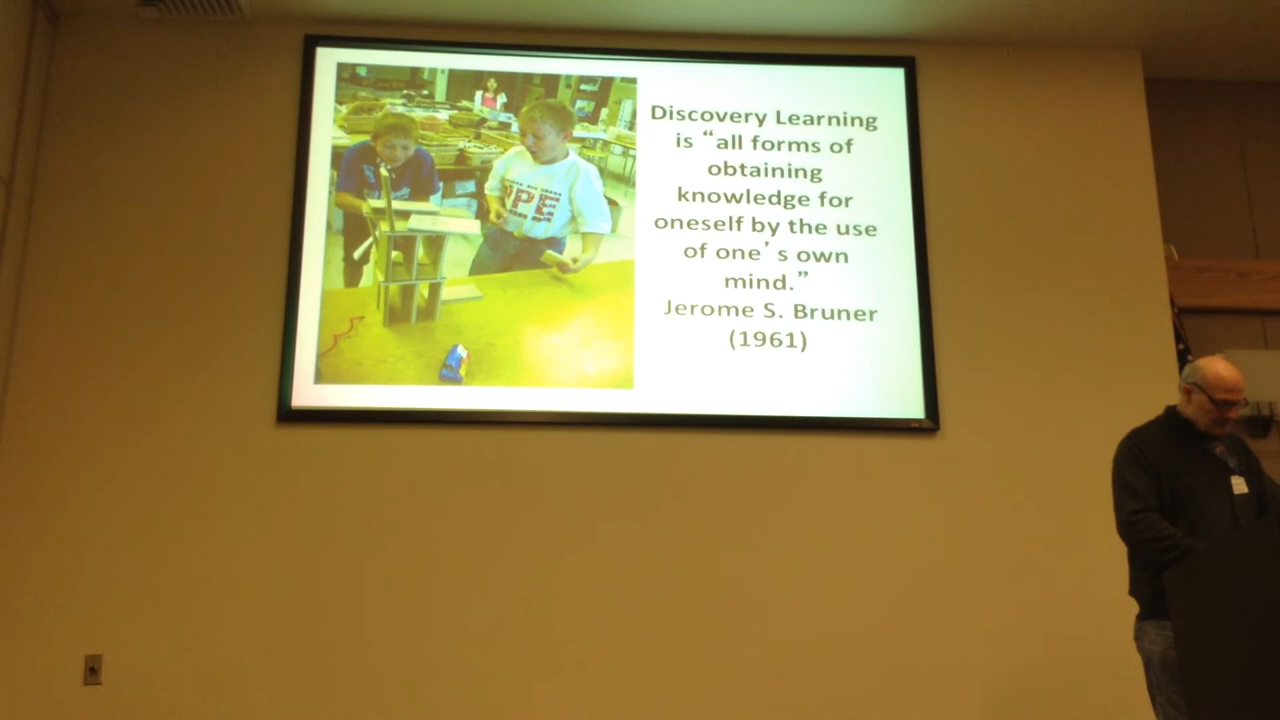 Discovery Learning
is “all forms of
obtaining
knowledge for
oneself by the use
of one’s own
mind.”
Jerome S. Bruner
(1961)